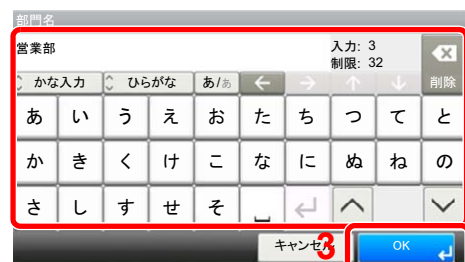 部門名
営業部
入力: 3
制限: 32
削除
かな入力 ひらがな あ/ぁ ← → ↑ ↓
あ い う え お た ち つ て と
か き く け こ な に ぬ ね の
さ し す せ そ
キャンセル 3 OK